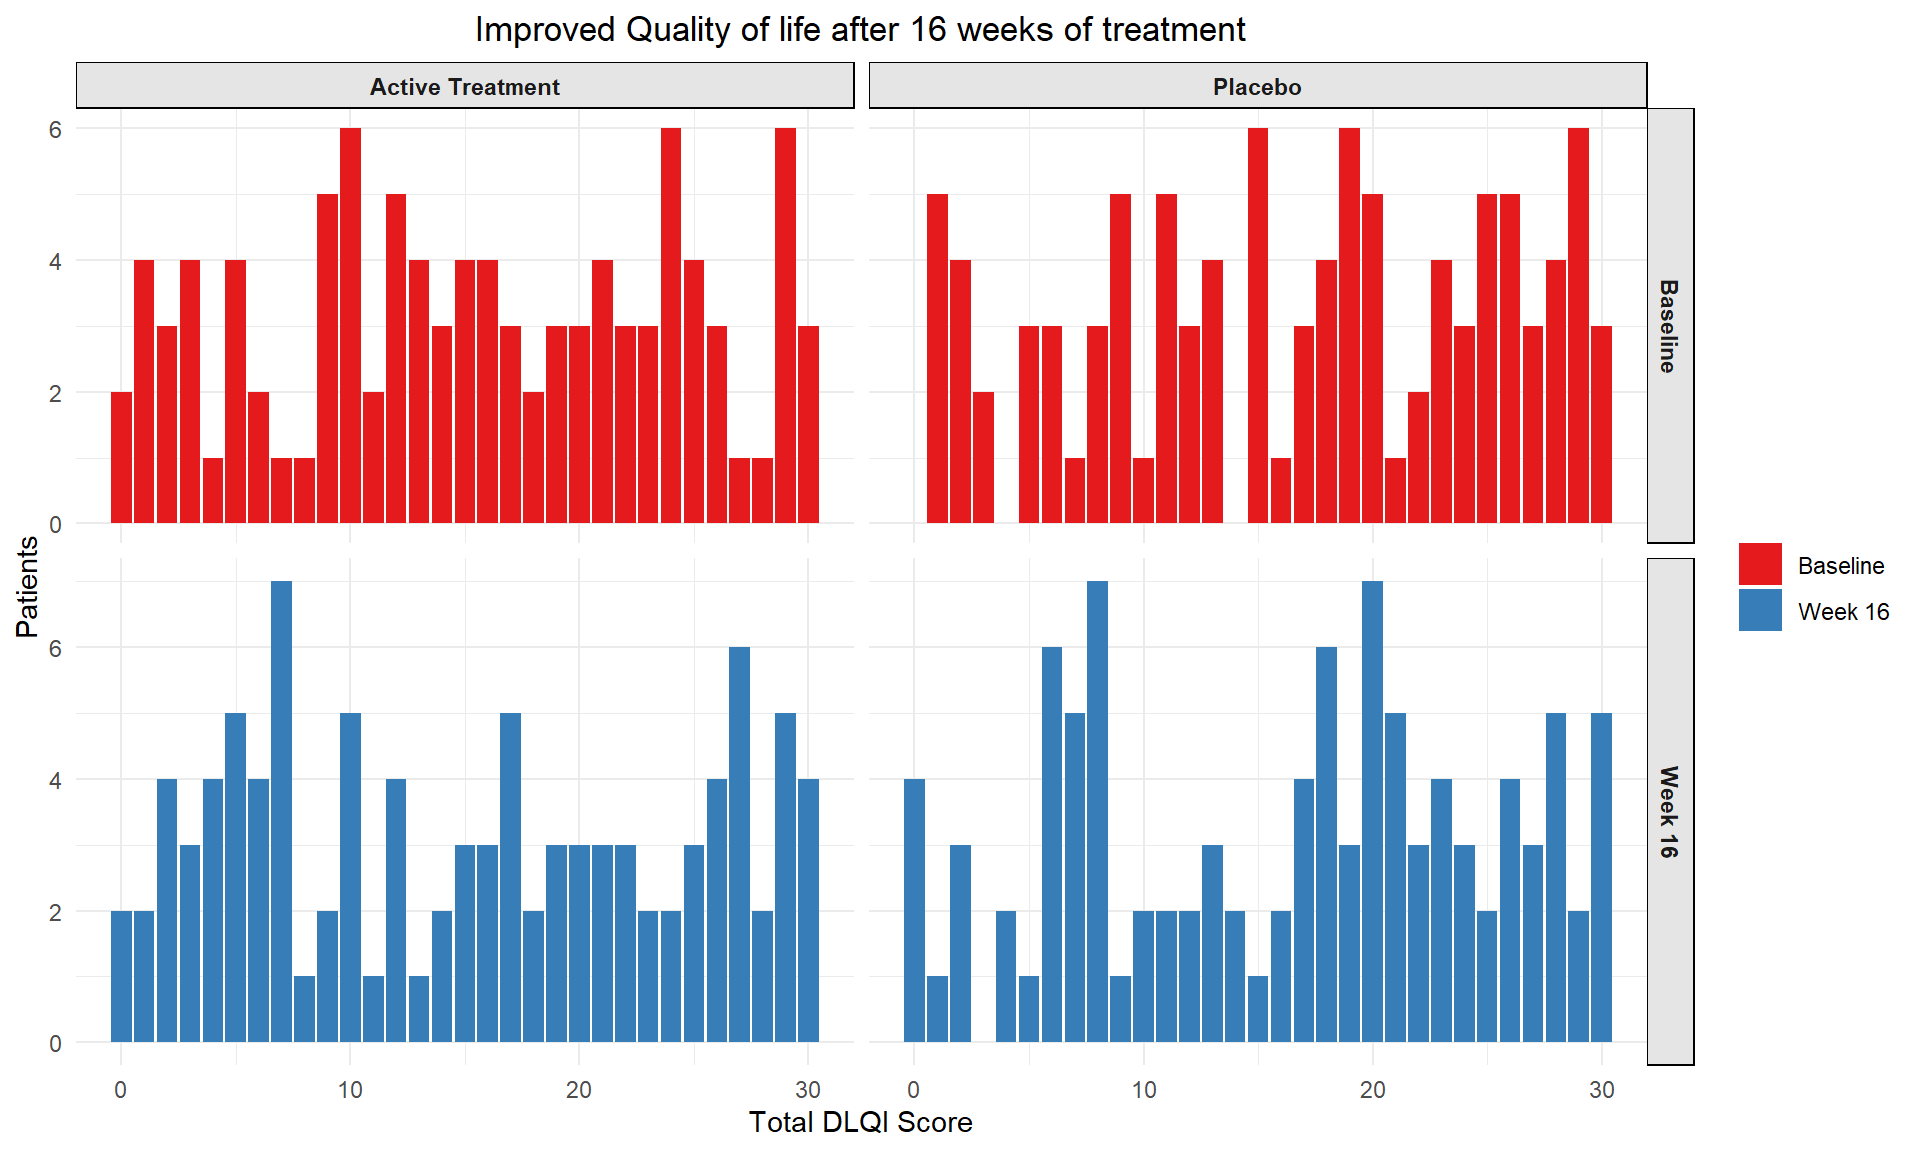 Improved Quality of life after 16 weeks of treatment
Active Treatment
Placebo
6
4
2
0
Baseline
Patients
6
4
2
0
Week 16
0
10
20
30
0
10
20
30
Total DLQI Score
Baseline
Week 16